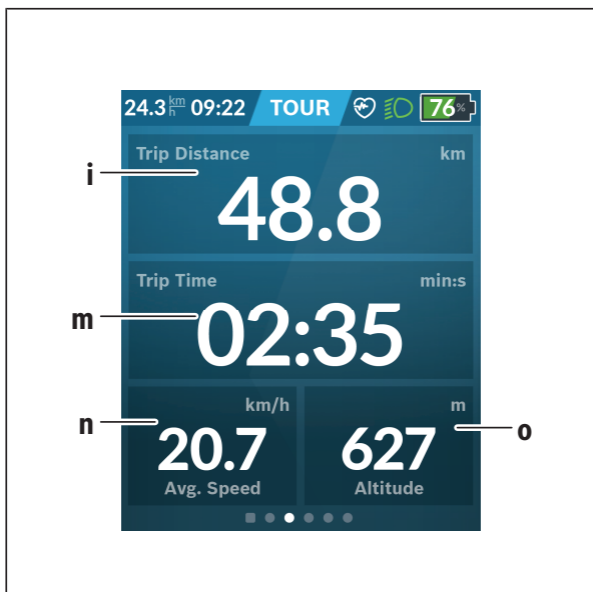 24.3 km/h 09:22 TOUR 76%
i Trip Distance km
48.8
m Trip Time min:s
02:35
n km/h m o
20.7 627
Avg. Speed Altitude